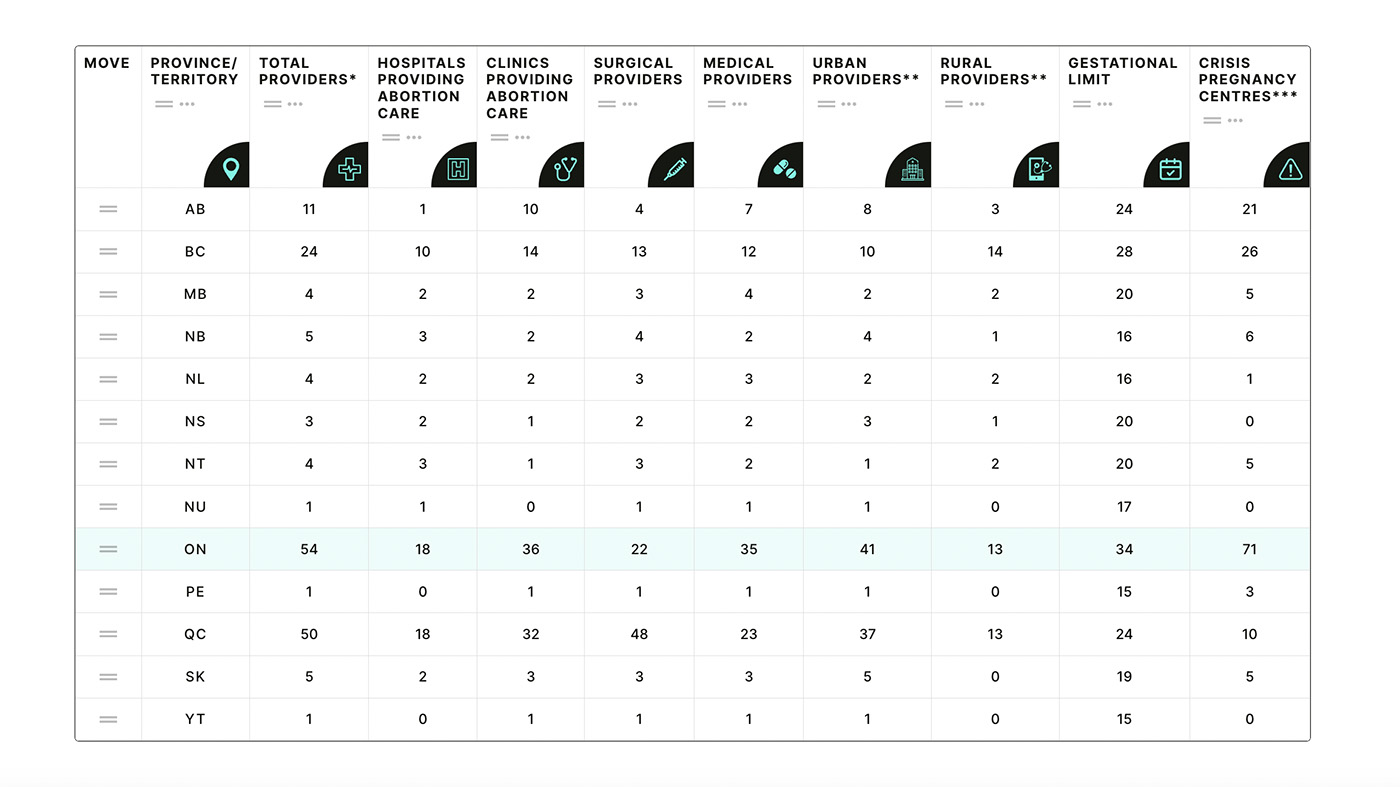 MOVE PROVINCE/ TOTAL HOSPITALS CLINICS SURGICAL MEDICAL URBAN RURAL GESTATIONAL CRISIS
TERRITORY PROVIDERS* PROVIDING PROVIDING PROVIDERS PROVIDERS PROVIDERS** PROVIDERS** LIMIT PREGNANCY
ABORTION ABORTION CENTRES***
CARE CARE
AB 11 1 10 4 7 8 3 24 21
BC 24 10 14 13 12 10 14 28 26
MB 4 2 2 3 4 2 2 20 5
NB 5 3 2 4 2 4 1 16 6
NL 4 2 2 3 3 2 2 16 1
NS 3 2 1 2 2 3 1 20 0
NT 4 3 1 3 2 1 2 20 5
NU 1 1 0 1 1 1 0 17 0
ON 54 18 36 22 35 41 13 34 71
PE 1 0 1 1 1 1 0 15 3
QC 50 18 32 48 23 37 13 24 10
SK 5 2 3 3 3 5 0 19 5
YT 1 0 1 1 1 1 0 15 0